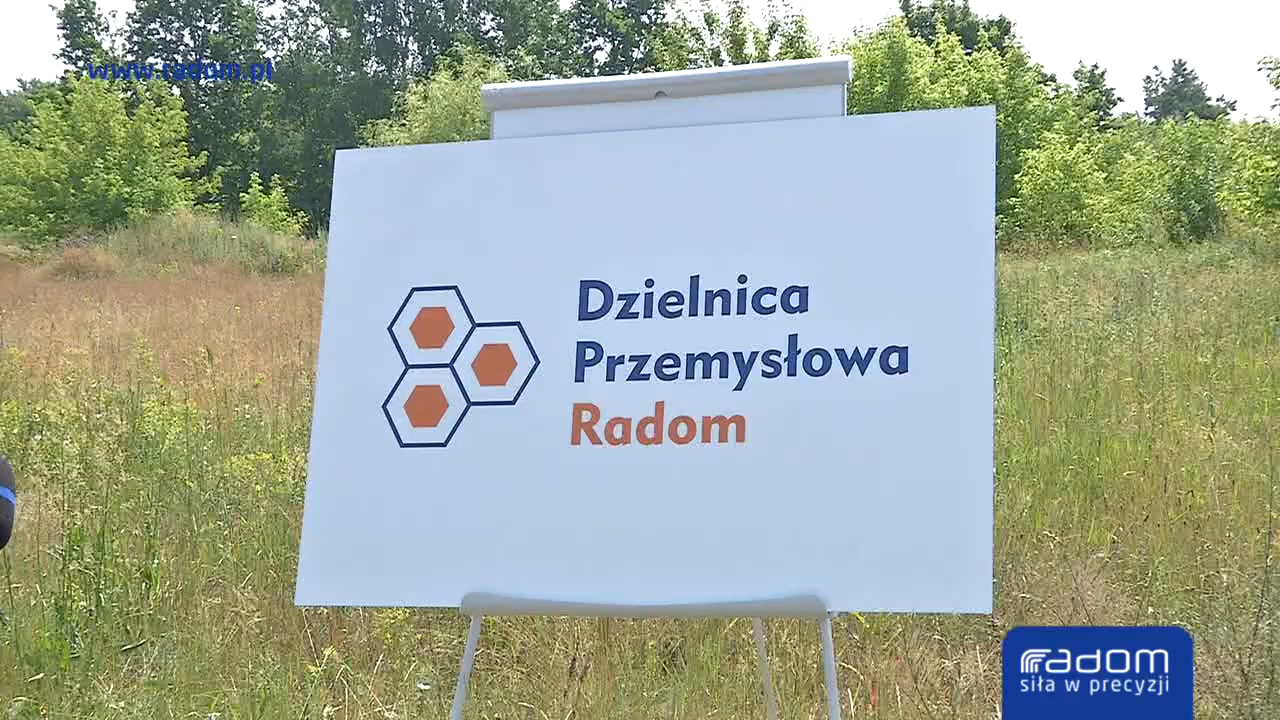 www.radom.pl
Dzielnica
Przemysłowa
Radom
radom
siła w precyzji